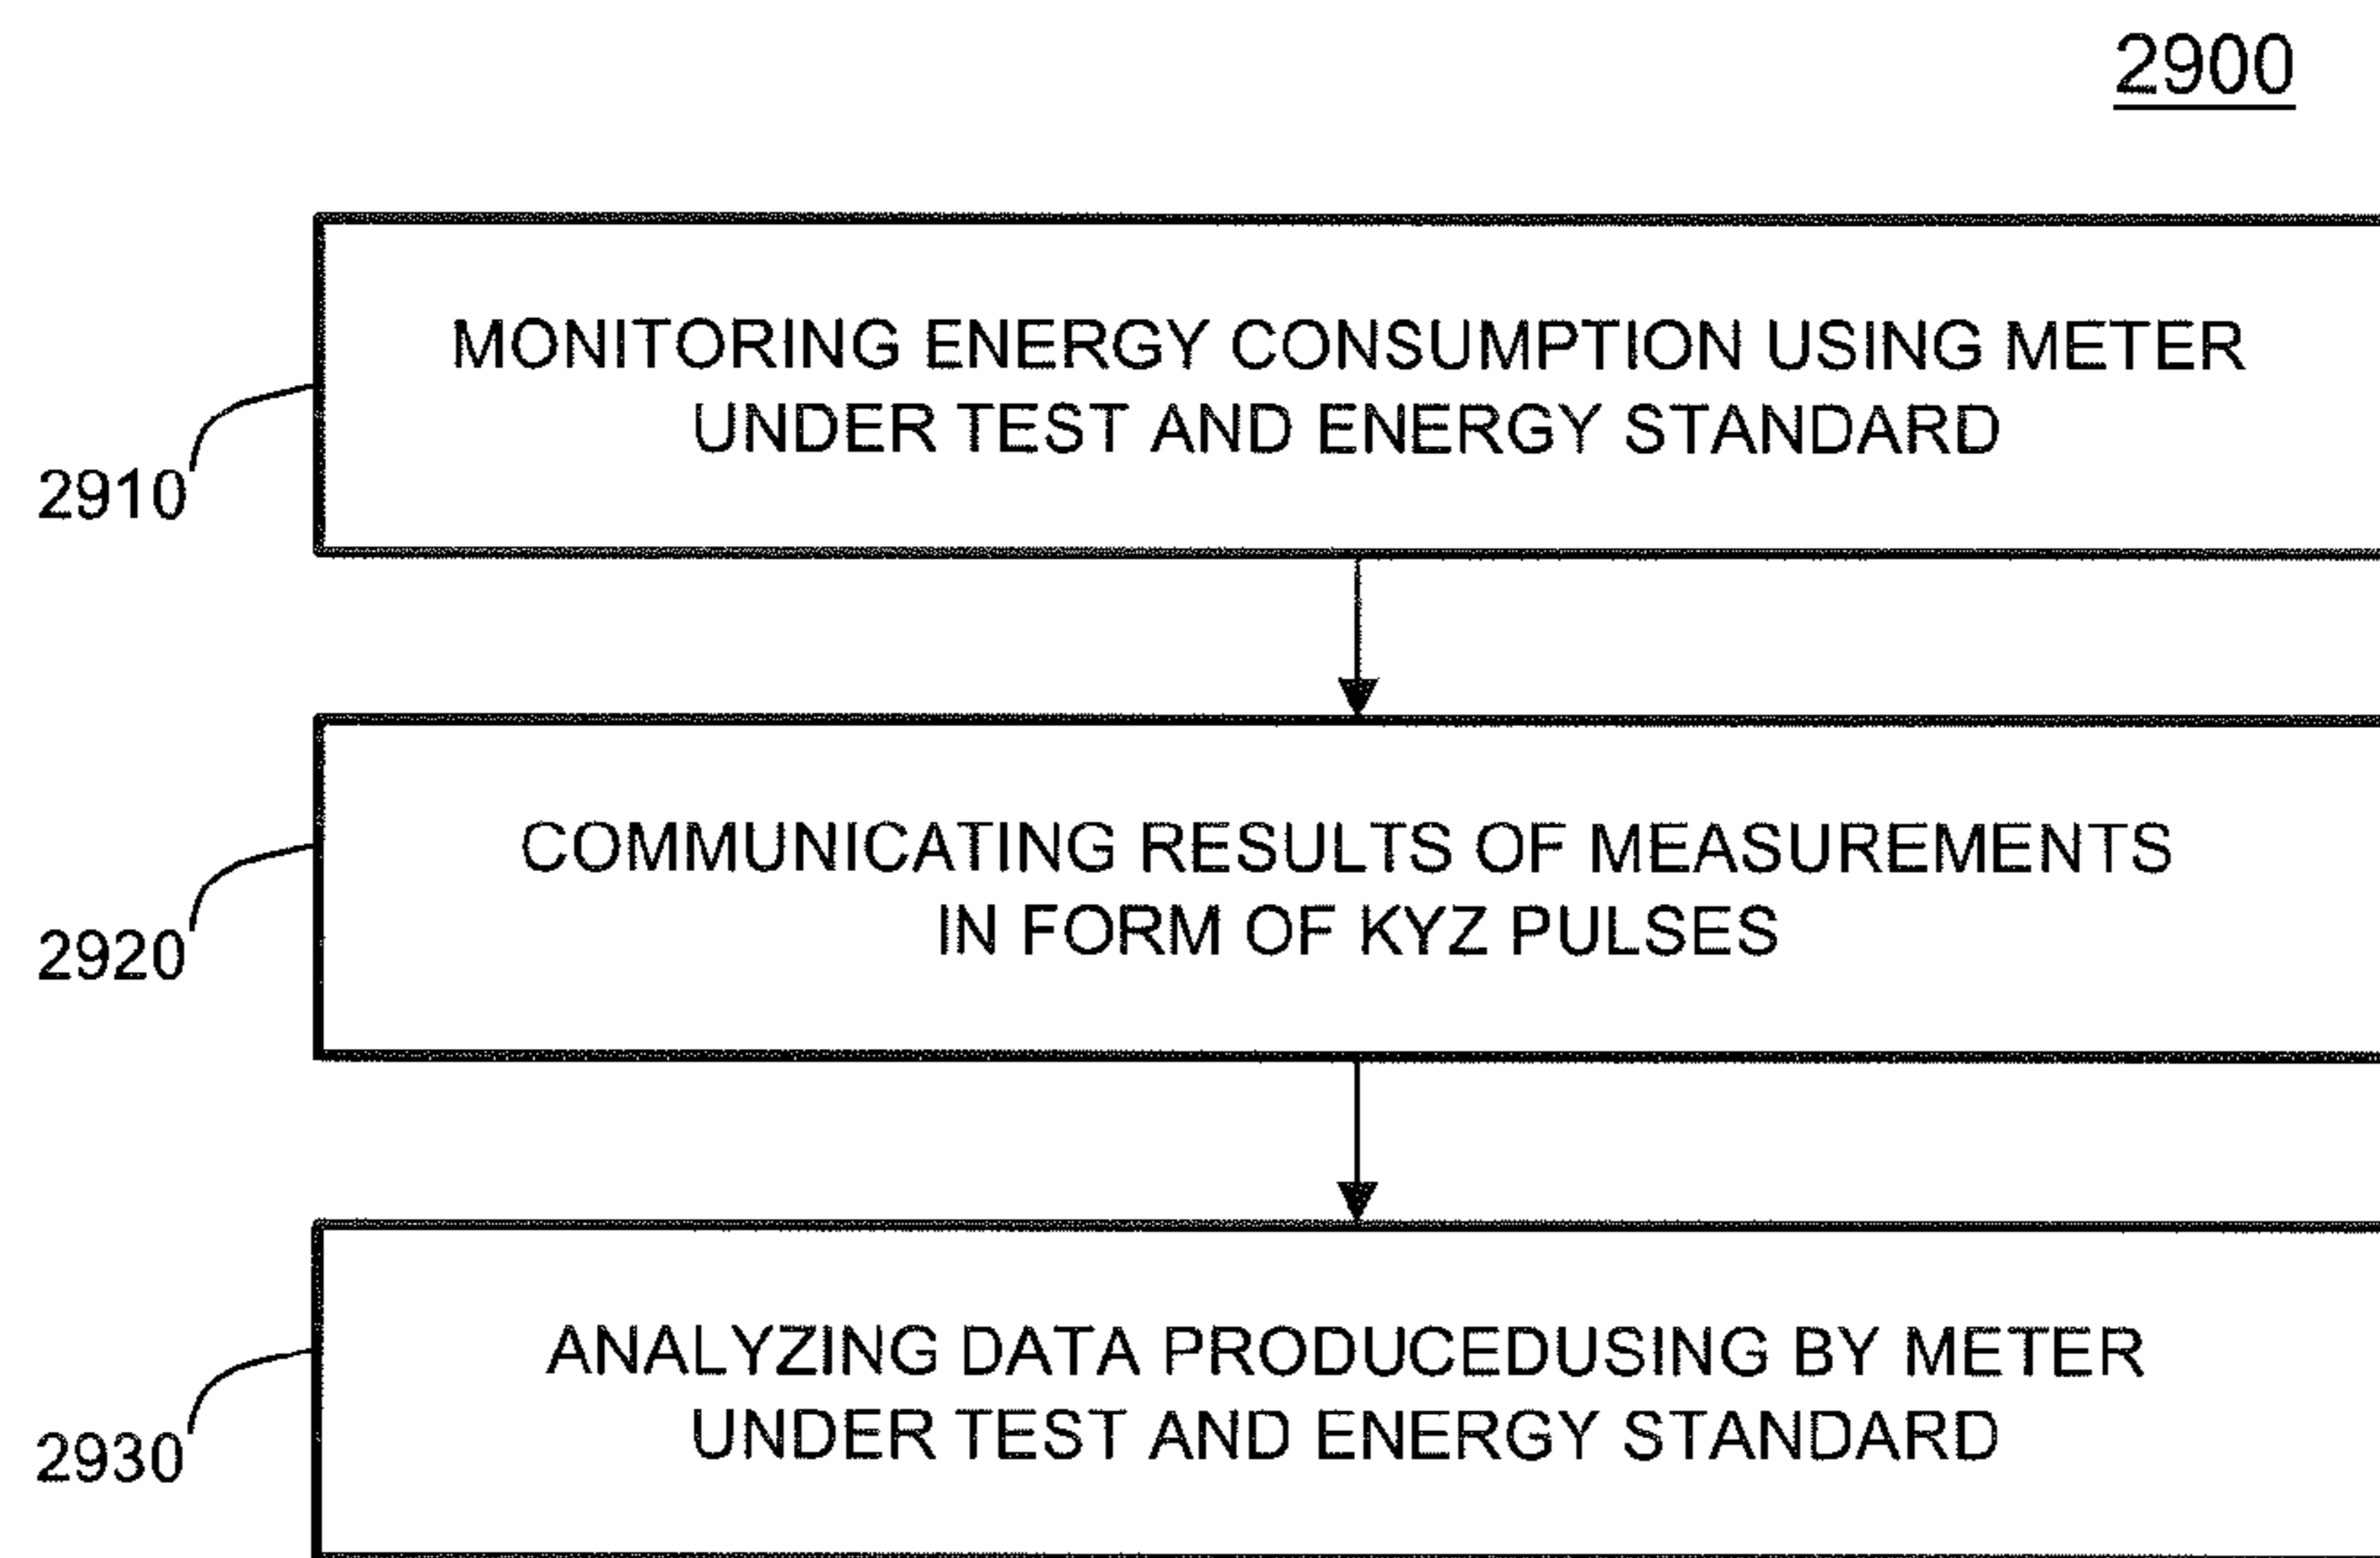 2900
MONITORING ENERGY CONSUMPTION USING METER
UNDER TEST AND ENERGY STANDARD
2910
COMMUNICATING RESULTS OF MEASUREMENTS
IN FORM OF KYZ PULSES
2920
ANALYZING DATA PRODUCEDUSING BY METER
UNDER TEST AND ENERGY STANDARD
2930